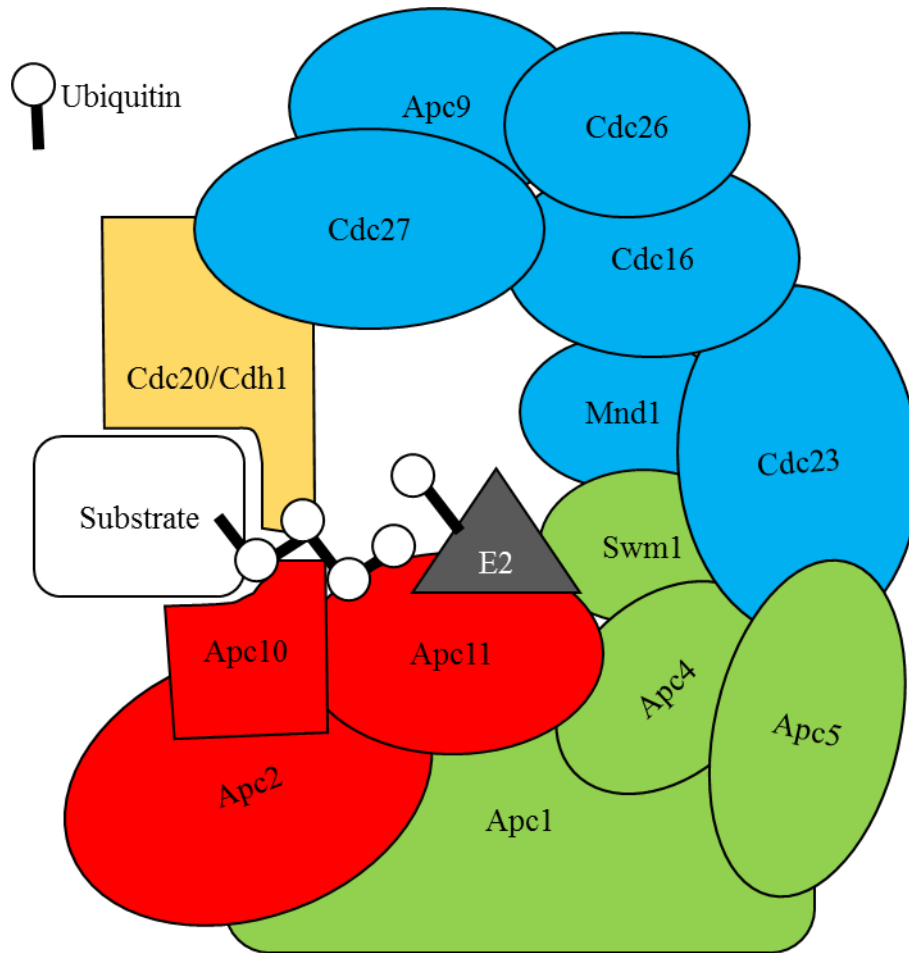 Ubiquitin
Apc9
Cdc26
Cdc27
Cdc16
Cdc20/Cdh1
Mnd1
Cdc23
Substrate
Swm1
E2
Apc10
Apc11
Apc4
Apc5
Apc2
Apc1